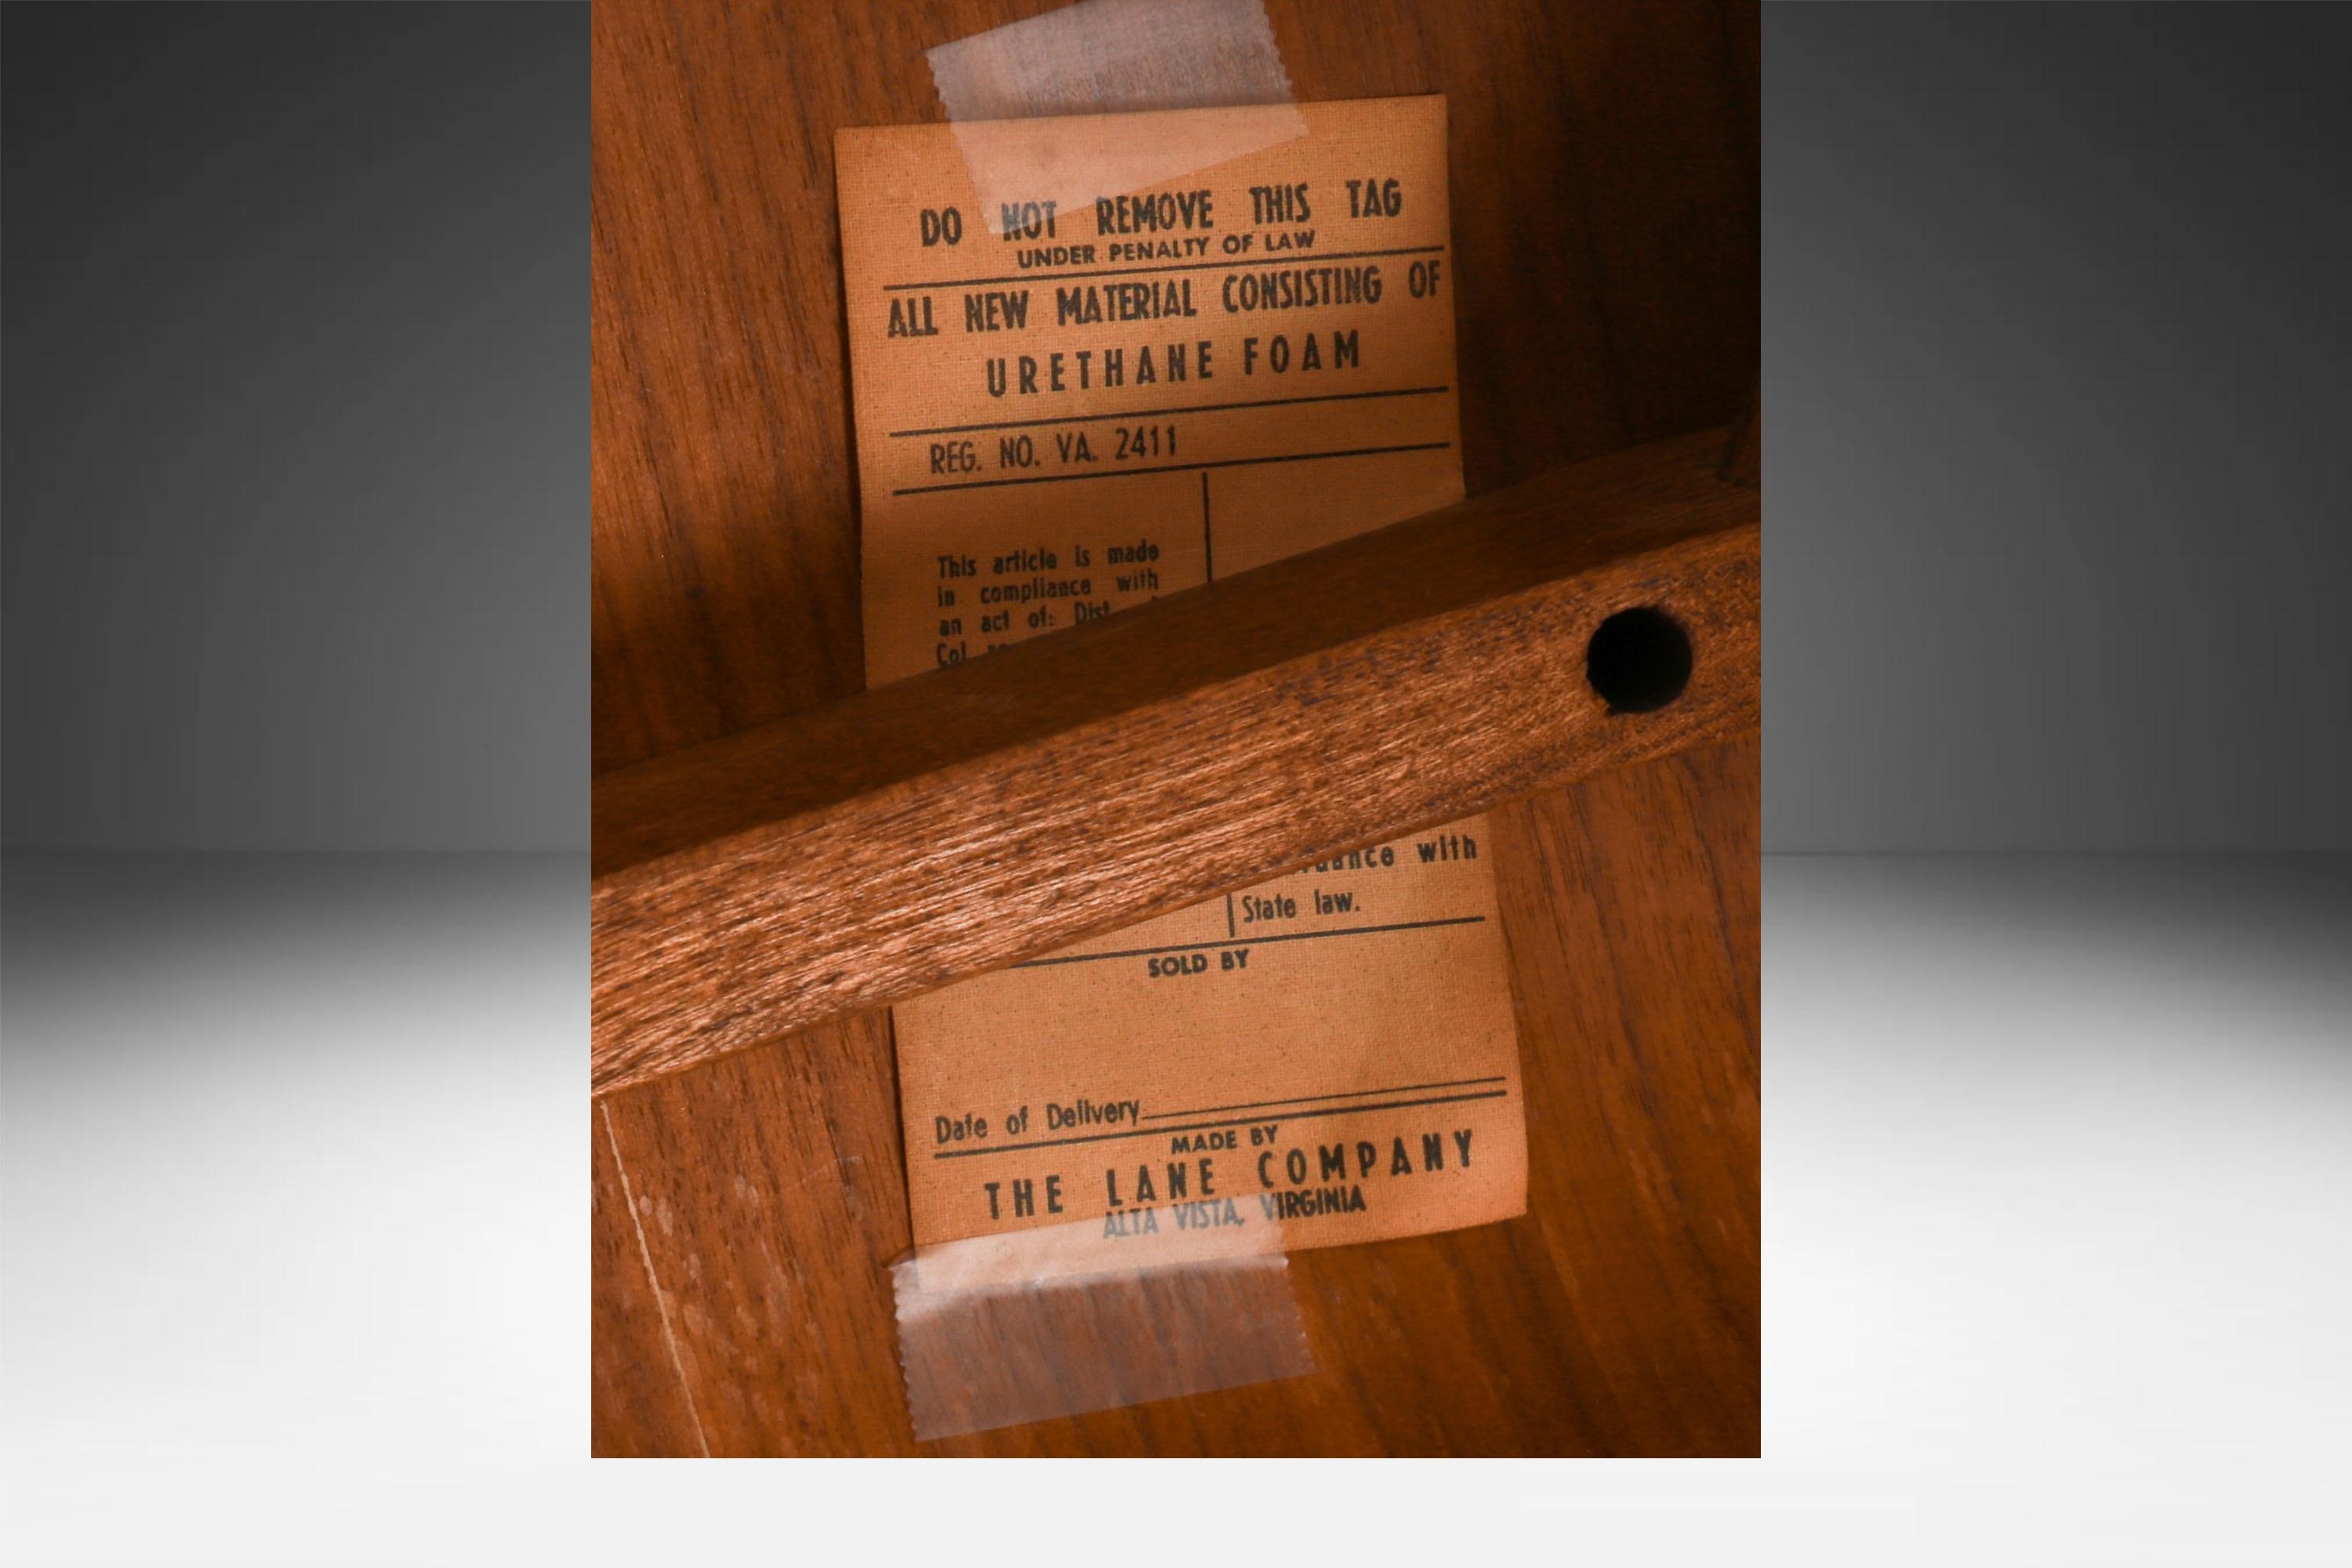 DO NOT REMOVE THIS TAG
UNDER PENALTY OF LAW
ALL NEW MATERIAL CONSISTING OF
URETHANE FOAM
REG. NO. VA. 2411
This article is made
in compliance with
an act of: Dist.
Col.
with
State law.
SOLD BY
Date of Delivery
MADE BY
THE LANE COMPANY
ALTA VISTA, VIRGINIA